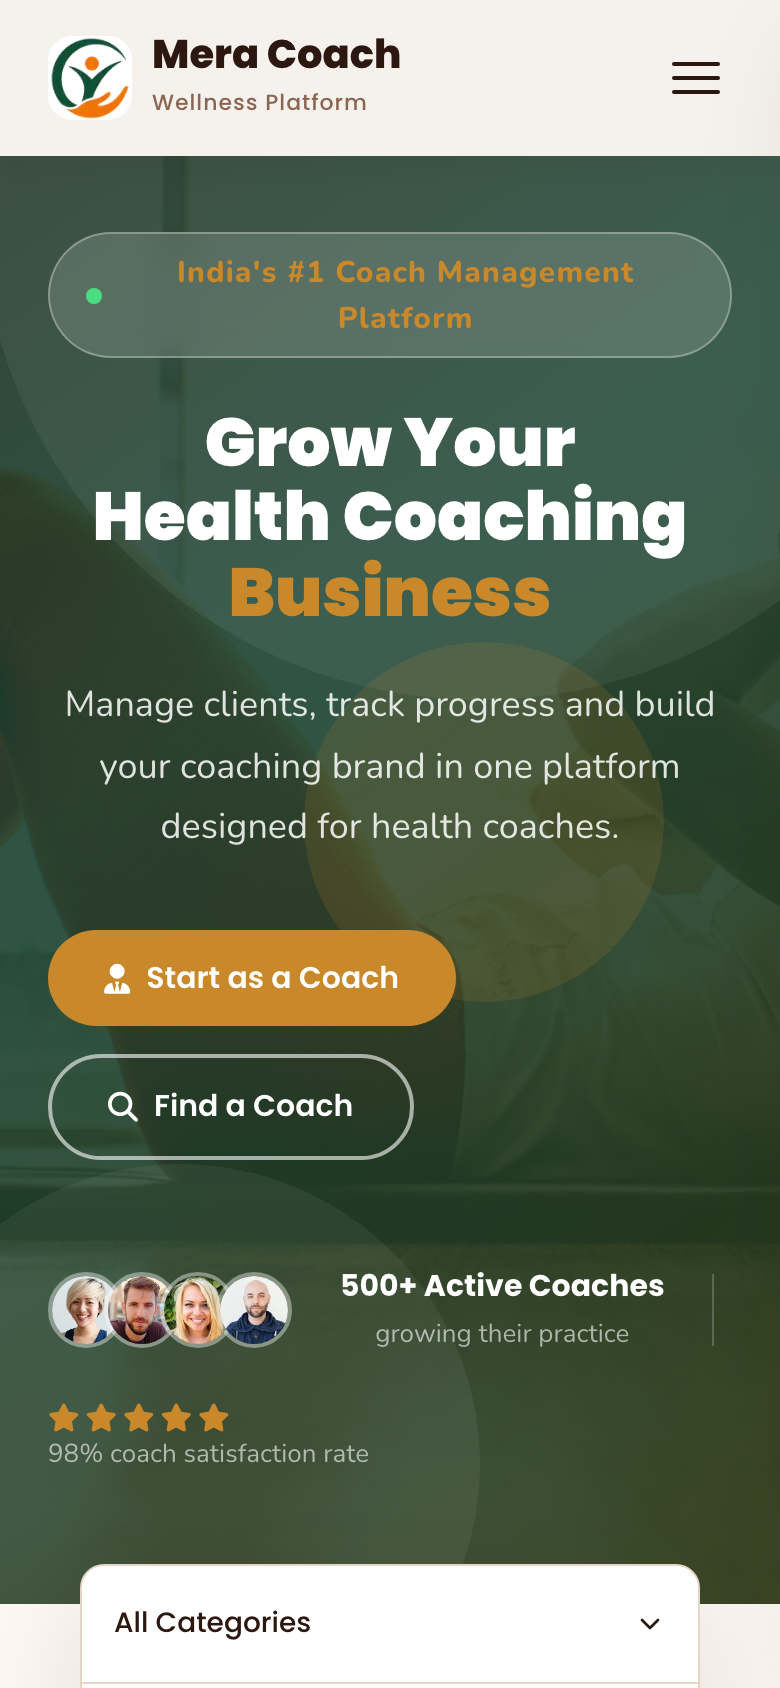 Mera Coach
Wellness Platform
India's #1 Coach Management
Platform
Grow Your
Health Coaching
Business
Manage clients, track progress and build
your coaching brand in one platform
designed for health coaches.
Start as a Coach
Find a Coach
500+ Active Coaches
growing their practice
98% coach satisfaction rate
All Categories